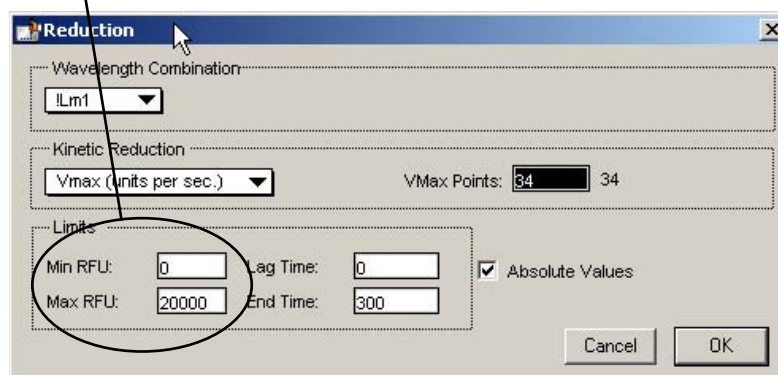 Reduction
Wavelength Combination
!Lm1
Kinetic Reduction
Vmax (units per sec.) VMax Points: 34 34
Limits
Min RFU: 0 Lag Time: 0
Absolute Values
Max RFU: 20000 End Time: 300
Cancel OK